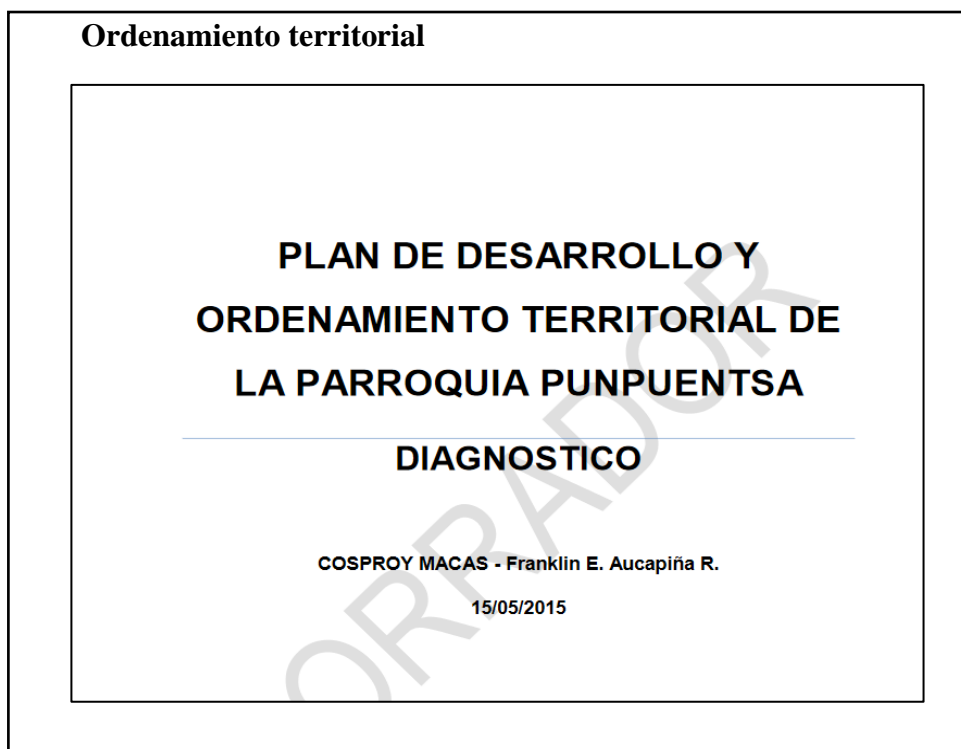 Ordenamiento territorial
PLAN DE DESARROLLO Y
ORDENAMIENTO TERRITORIAL DE
LA PARROQUIA PUNPUENTSA
DIAGNOSTICO
COSPROY MACAS - Franklin E. Aucapiña R.
15/05/2015
ORRADOR